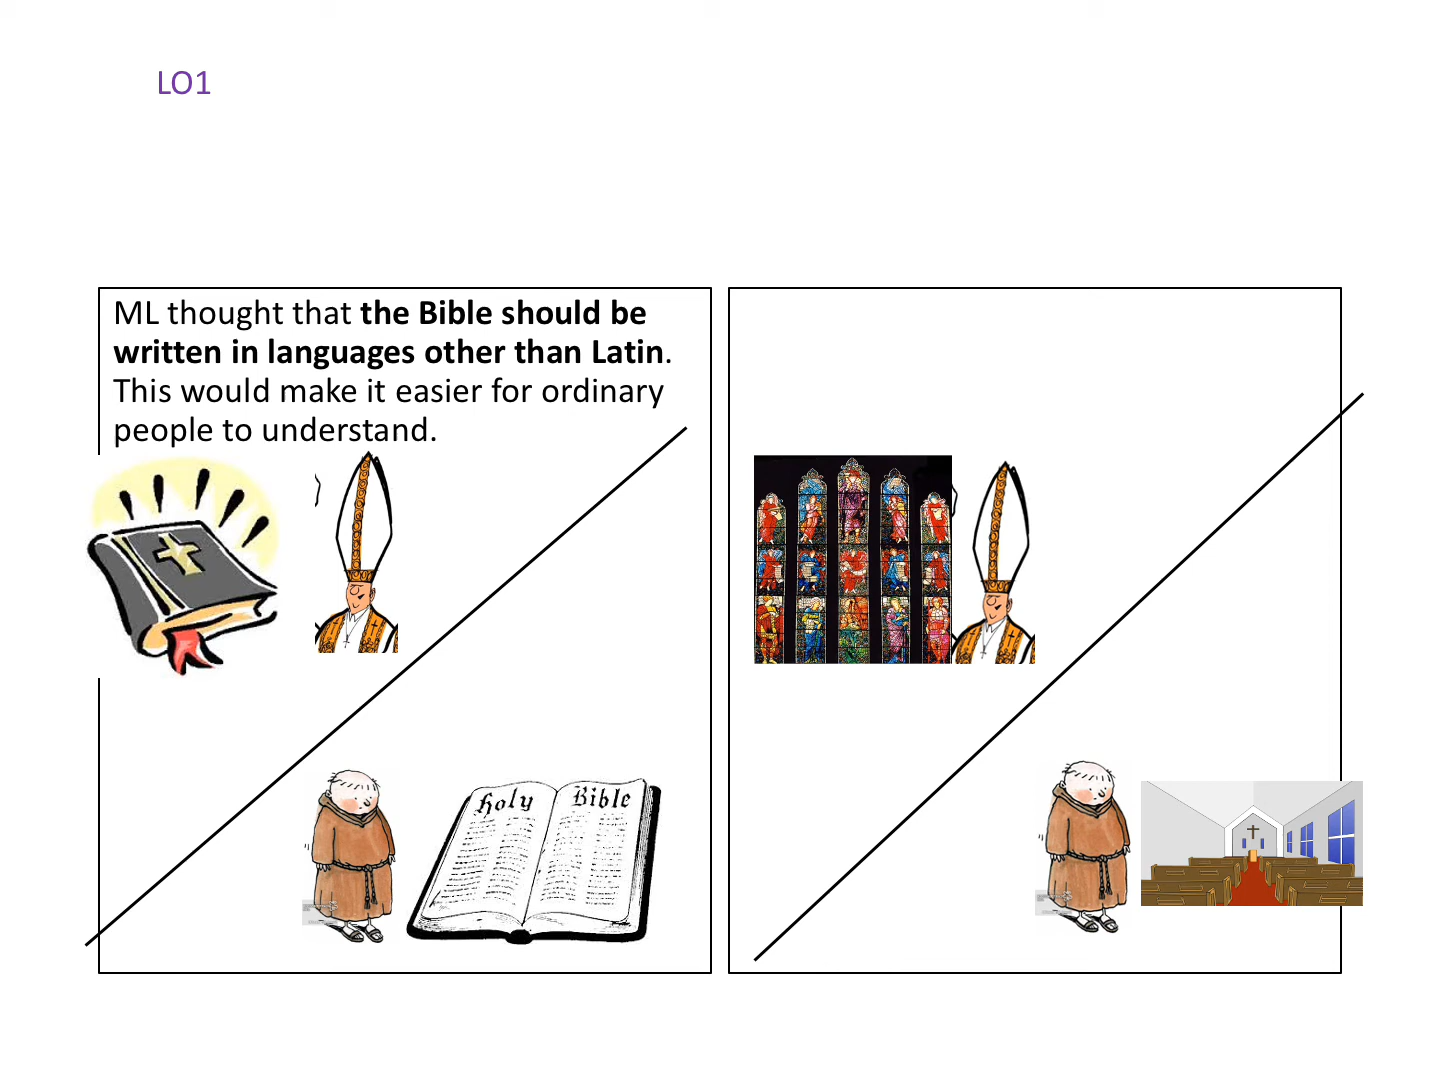 LO1
ML thought that the Bible should be
written in languages other than Latin.
This would make it easier for ordinary
people to understand.
Holy Bible